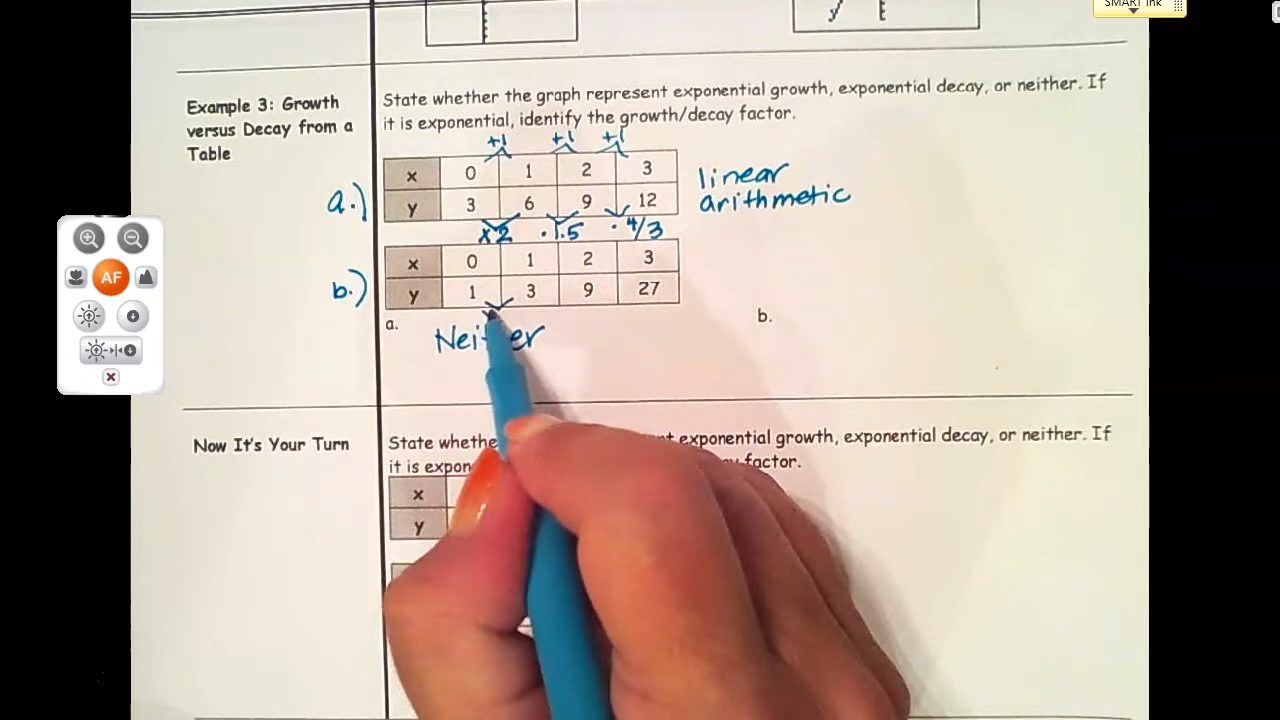 SMART Ink
y
Example 3: Growth
versus Decay from a
Table
State whether the graph represent exponential growth, exponential decay, or neither. If
it is exponential, identify the growth/decay factor.
+1 +1 +1
a.)
x 0 1 2 3
y 3 6 9 12
linear
arithmetic
x2 · 1.5 · 4/3
b.)
x 0 1 2 3
y 1 3 9 27
a.
b.
Neither
AF
Now It's Your Turn
State whethe exponential growth, exponential decay, or neither. If
it is expon factor.
x
y